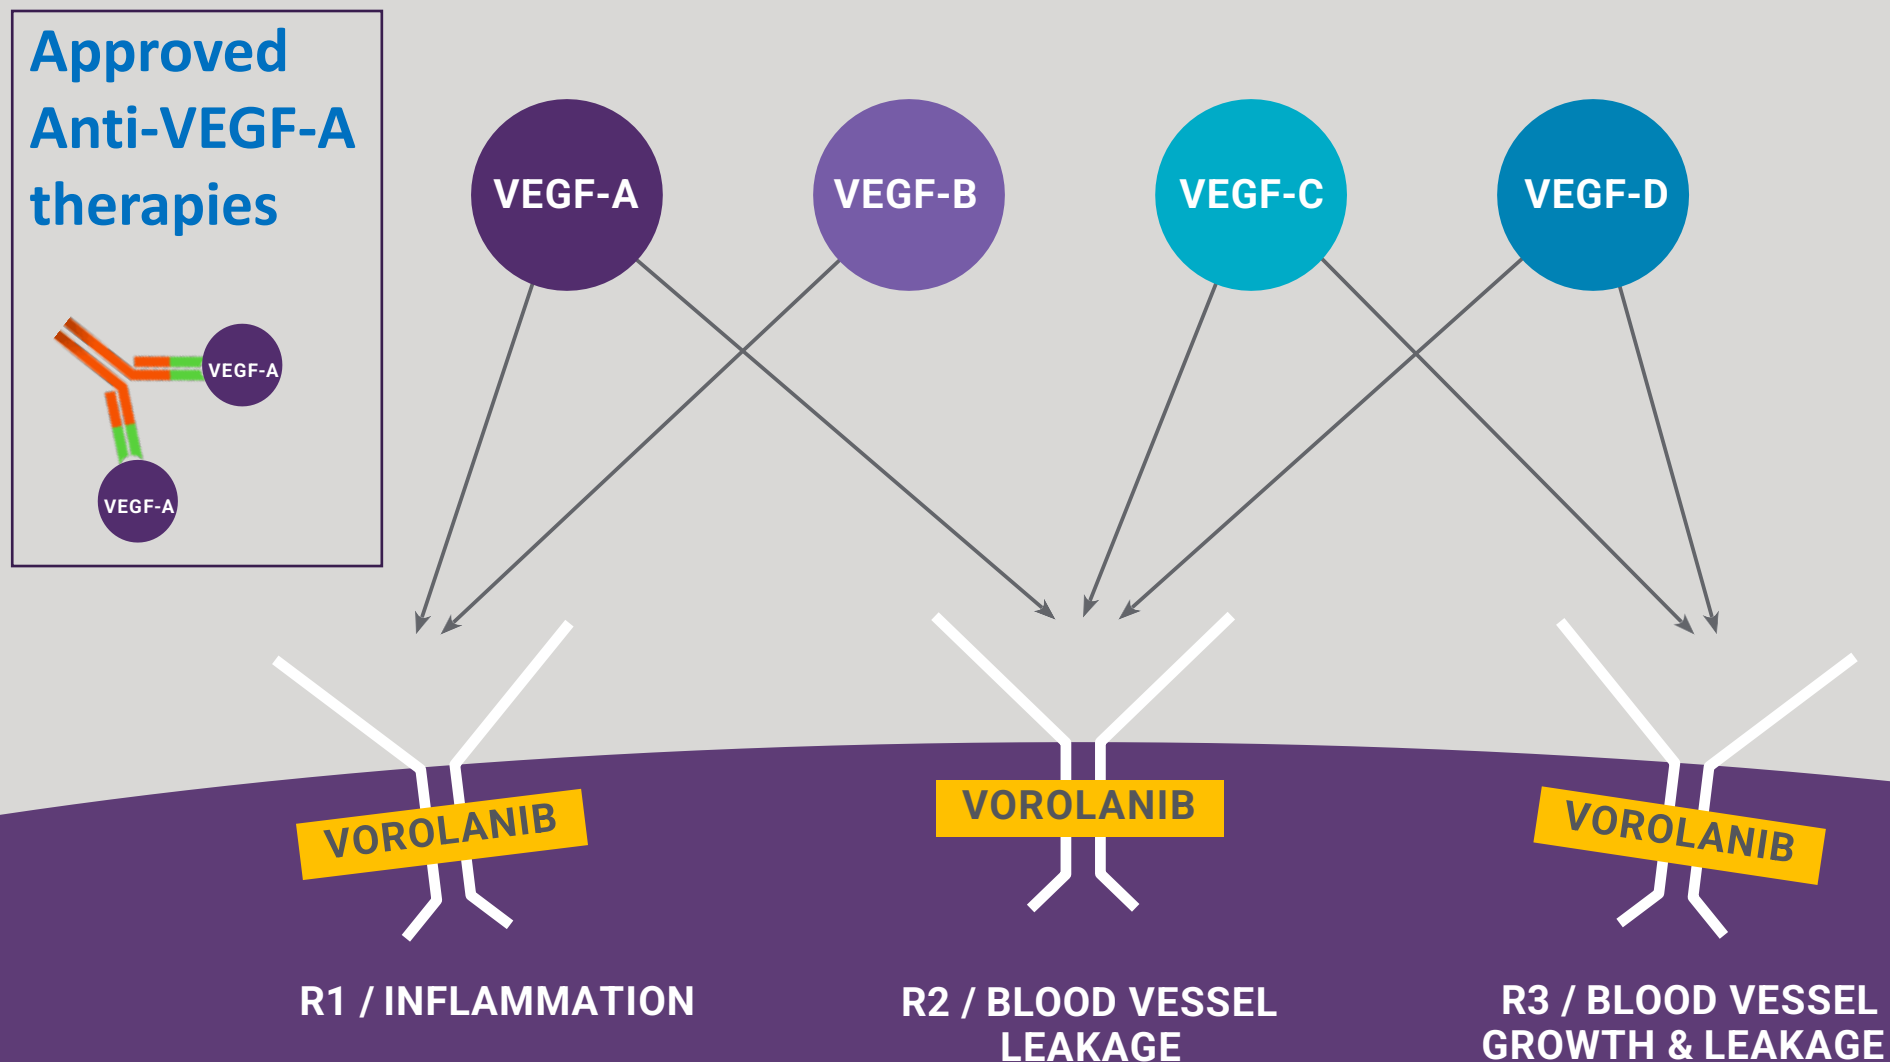 Approved
Anti-VEGF-A
therapies
VEGF-A
VEGF-A
VEGF-A
VEGF-B
VEGF-C
VEGF-D
VOROLANIB
VOROLANIB
VOROLANIB
R1 / INFLAMMATION
R2 / BLOOD VESSEL
LEAKAGE
R3 / BLOOD VESSEL
GROWTH & LEAKAGE